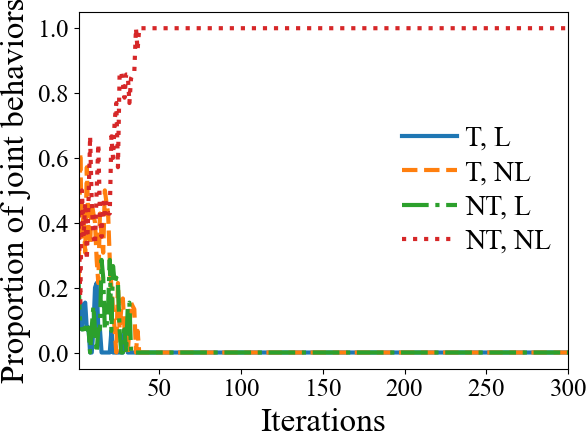 Proportion of joint behaviors
1.0
0.8
0.6
0.4
0.2
0.0
T, L
T, NL
NT, L
NT, NL
50 100 150 200 250 300
Iterations